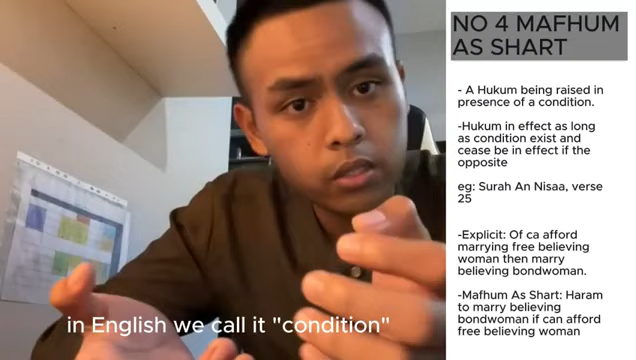 NO 4 MAFHUM
AS SHART
- A Hukum being raised in
presence of a condition.
-Hukum in effect as long
as condition exist and
cease be in effect if the
opposite
eg: Surah An Nisaa, verse
25
-Explicit: Of ca afford
marrying free believing
woman then marry
believing bondwoman.
-Mafhum As Shart: Haram
to marry believing
bondwoman if can afford
free believing woman
in English we call it "condition"